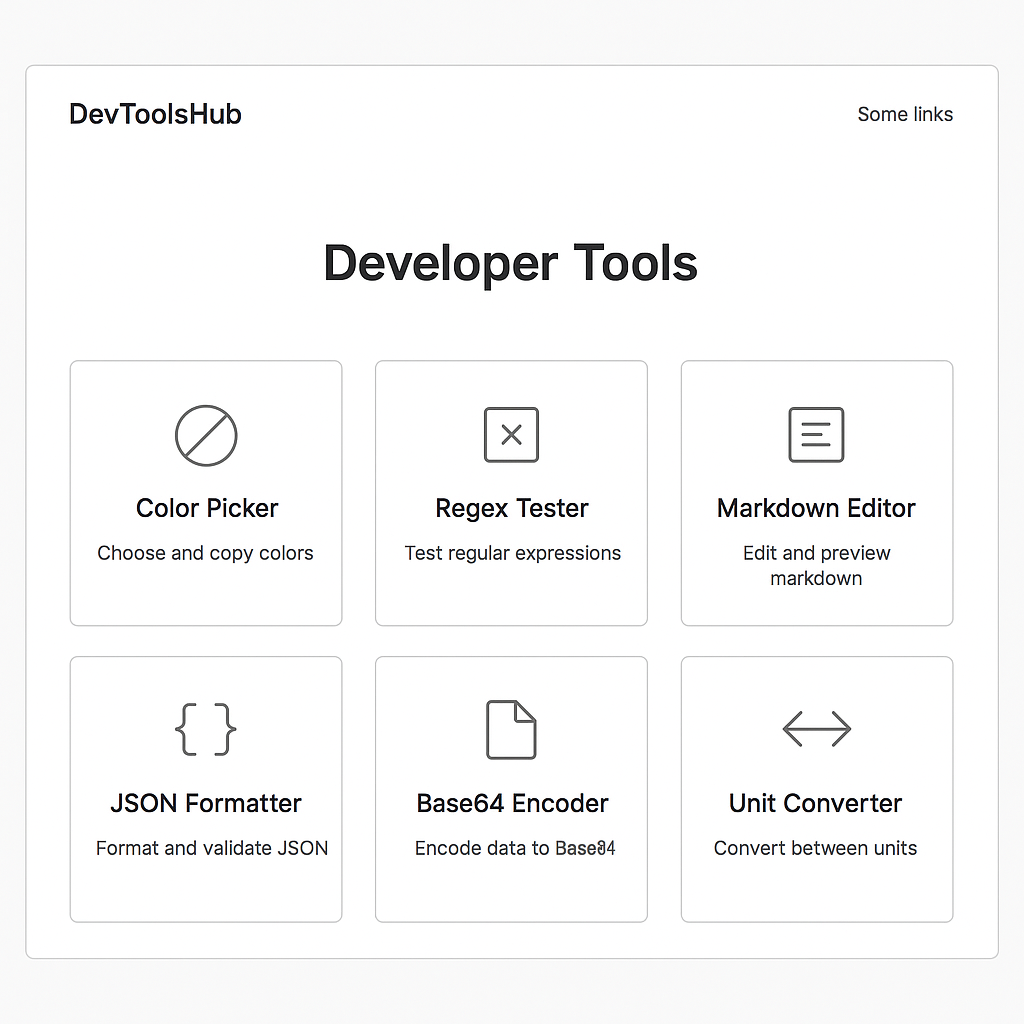 DevToolsHub
Some links
Developer Tools
Color Picker
Choose and copy colors
Regex Tester
Test regular expressions
Markdown Editor
Edit and preview
markdown
JSON Formatter
Format and validate JSON
Base64 Encoder
Encode data to
Unit Converter
Convert between units